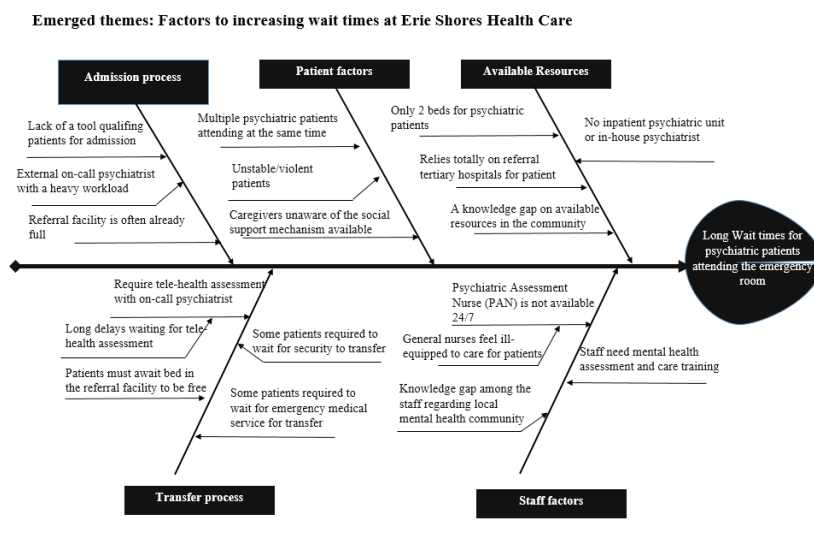 Emerged themes: Factors to increasing wait times at Erie Shores Health Care
Admission process
Patient factors
Available Resources
Lack of a tool qualifing
patients for admission
External on-call psychiatrist
with a heavy workload
Referral facility is often already
full
Multiple psychiatric patients
attending at the same time
Unstable/violent
patients
Caregivers unaware of the social
support mechanism available
Only 2 beds for psychiatric
patients
Relies totally on referral
tertiary hospitals for patient
A knowledge gap on available
resources in the community
No inpatient psychiatric unit
or in-house psychiatrist
Long Wait times for
psychiatric patients
attending the emergency
room
Require tele-health assessment
with on-call psychiatrist
Long delays waiting for tele-
health assessment
Patients must await bed in
the referral facility to be free
Some patients required to
wait for security to transfer
Some patients required to
wait for emergency medical
service for transfer
Psychiatric Assessment
Nurse (PAN) is not available
24/7
General nurses feel ill-
equipped to care for patients
Knowledge gap among the
staff regarding local
mental health community
Staff need mental health
assessment and care training
Transfer process
Staff factors